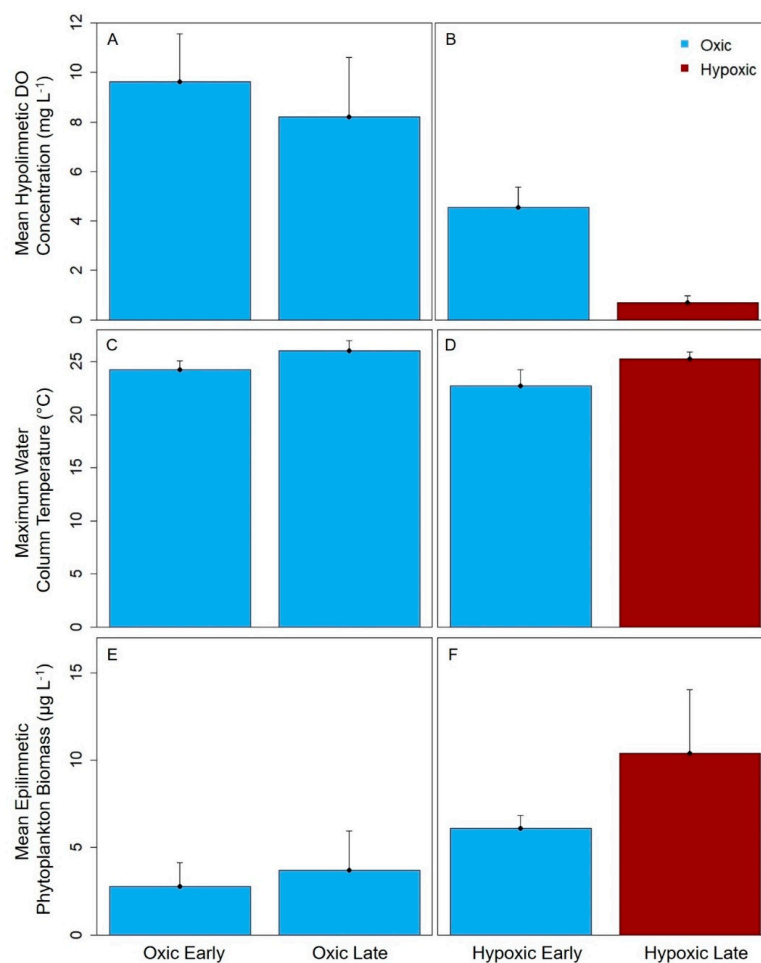 A
B
Oxic
Hypoxic
12
10
8
6
4
2
0
Mean Hypolimnetic DO
Concentration (mg L⁻¹)
C
D
25
20
15
10
5
0
Maximum Water
Column Temperature (°C)
E
F
15
10
5
0
Mean Epilimnetic
Phytoplankton Biomass (µg L⁻¹)
Oxic Early
Oxic Late
Hypoxic Early
Hypoxic Late